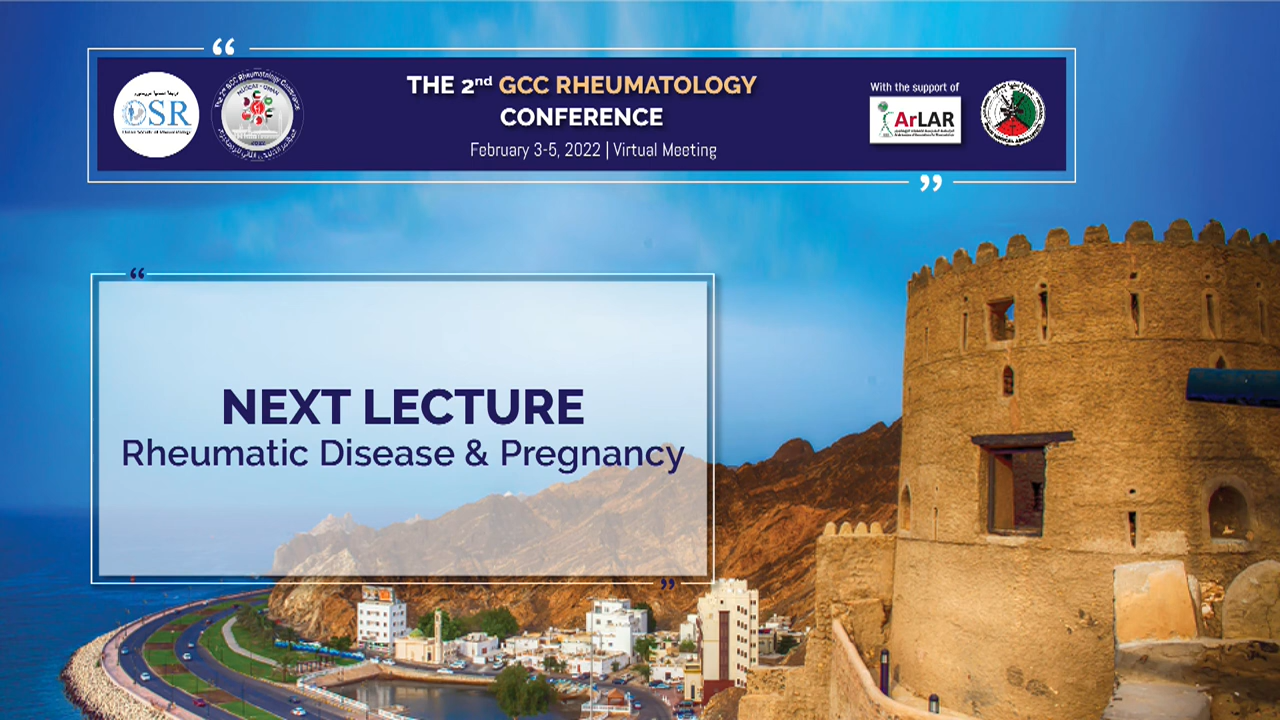 THE 2nd GCC RHEUMATOLOGY
CONFERENCE
February 3-5, 2022 | Virtual Meeting
OSR
With the support of
ArLAR
NEXT LECTURE
Rheumatic Disease & Pregnancy